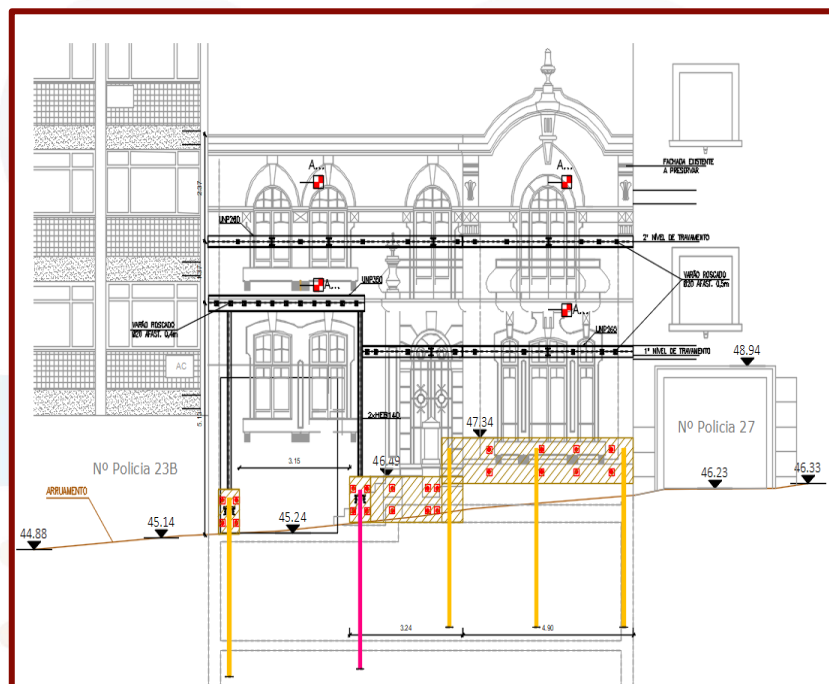 A...
A...
FACHADA EXISTENTE
A PRESERVAR
2.37
UNP260
2º NÍVEL DE TRAVAMENTO
A...
UNP350
VARÃO ROSCADO
Ø20 AFAST. 0,5m
A...
VARÃO ROSCADO
Ø20 AFAST. 0,4m
UNP260
1º NÍVEL DE TRAVAMENTO
48.94
AC
2xHEB140
47.34
Nº Policia 27
3.15
46.49
Nº Policia 23B
46.23
46.33
ARRUAMENTO
45.14
45.24
44.88
3.24
4.90